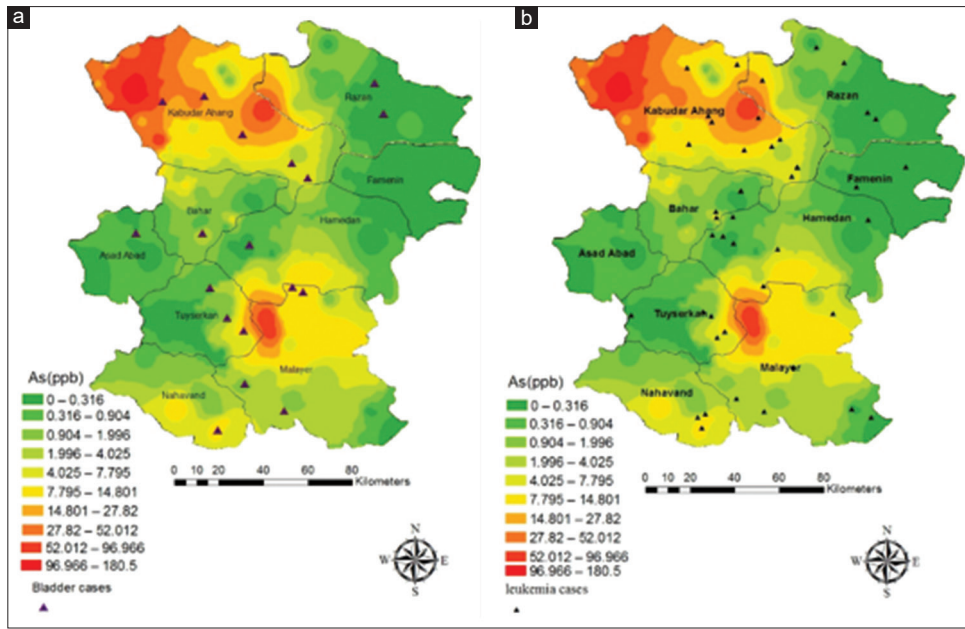 a
Kabudar Ahang
Razan
Famenin
Bahar
Hamedan
Asad Abad
Tuyserkan
Malayer
Nahavand
As(ppb)
0 – 0.316
0.316 – 0.904
0.904 – 1.996
1.996 – 4.025
4.025 – 7.795
7.795 – 14.801
14.801 – 27.82
27.82 – 52.012
52.012 – 96.966
96.966 – 180.5
Bladder cases
0 10 20 40 60 80
Kilometers
N
W E
S
b
Kabudar Ahang
Razan
Famenin
Bahar
Hamedan
Asad Abad
Tuyserkan
Malayer
Nahavand
As(ppb)
0 – 0.316
0.316 – 0.904
0.904 – 1.996
1.996 – 4.025
4.025 – 7.795
7.795 – 14.801
14.801 – 27.82
27.82 – 52.012
52.012 – 96.966
96.966 – 180.5
leukemia cases
0 5 10 20 40 60 80
Kilometers
N
W E
S